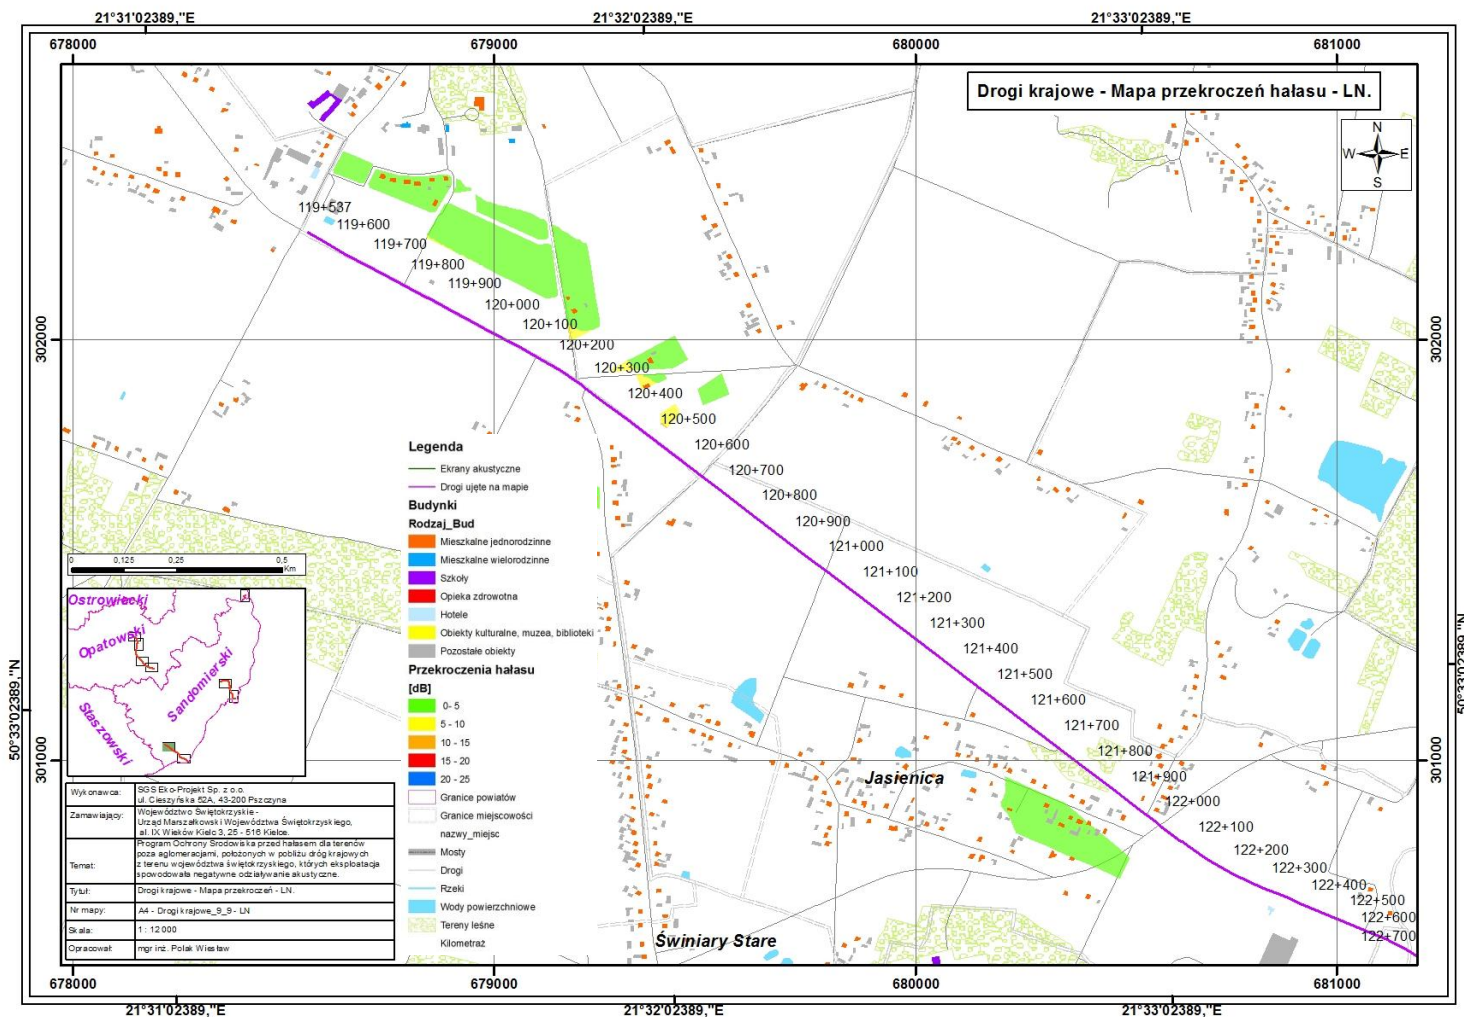 21°31'02389,"E
21°32'02389,"E
21°33'02389,"E
678000
679000
680000
681000
Drogi krajowe - Mapa przekroczeń hałasu - LN.
N
W
E
S
119+537
119+600
119+700
119+800
119+900
120+000
120+100
120+200
120+300
120+400
120+500
120+600
120+700
120+800
120+900
121+000
121+100
121+200
121+300
121+400
121+500
121+600
121+700
121+800
121+900
122+000
122+100
122+200
122+300
122+400
122+500
122+600
122+700
302000
302000
301000
301000
50°33'02389,"N
50°33'02389,"N
Jasienica
Świniary Stare
Legenda
Ekrany akustyczne
Drogi ujęte na mapie
Budynki
Rodzaj_Bud
Mieszkalne jednorodzinne
Mieszkalne wielorodzinne
Szkoły
Opieka zdrowotna
Hotele
Obiekty kulturalne, muzea, biblioteki
Pozostałe obiekty
Przekroczenia hałasu
[dB]
0- 5
5 - 10
10 - 15
15 - 20
20 - 25
Granice powiatów
Granice miejscowości
nazwy_miejsc
Mosty
Drogi
Rzeki
Wody powierzchniowe
Tereny leśne
Kilometraż
0 0,125 0,25 0,5
Km
Ostrowiecki
Opatowski
Sandomierski
Staszowski
Wykonawca: SGS Eko-Projekt Sp. z o.o.
ul. Cieszyńska 52A, 43-200 Pszczyna
Zamawiający: Województwo Świętokrzyskie -
Urząd Marszałkowski Województwa Świętokrzyskiego,
al. IX Wieków Kielc 3, 25 - 516 Kielce.
Temat: Program Ochrony Środowiska przed hałasem dla terenów
poza aglomeracjami, położonych w pobliżu dróg krajowych
z terenu województwa świętokrzyskiego, których eksploatacja
spowodowała negatywne odziaływanie akustyczne.
Tytuł: Drogi krajowe - Mapa przekroczeń - LN.
Nr mapy: A4 - Drogi krajowe_9_9 - LN
Skala: 1 : 12 000
Opracował: mgr inż. Polak Wiesław
678000
679000
680000
681000
21°31'02389,"E
21°32'02389,"E
21°33'02389,"E